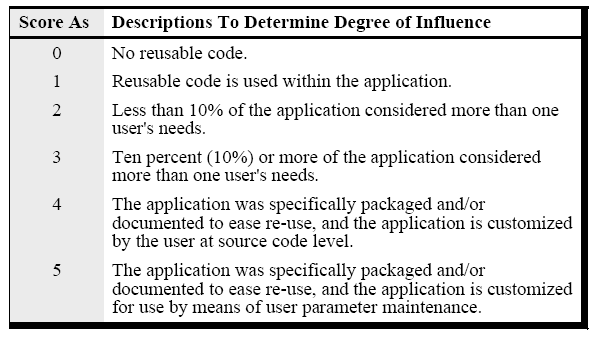 Score As Descriptions To Determine Degree of Influence
0 No reusable code.
1 Reusable code is used within the application.
2 Less than 10% of the application considered more than one
user's needs.
3 Ten percent (10%) or more of the application considered
more than one user's needs.
4 The application was specifically packaged and/or
documented to ease re-use, and the application is customized
by the user at source code level.
5 The application was specifically packaged and/or
documented to ease re-use, and the application is customized
for use by means of user parameter maintenance.